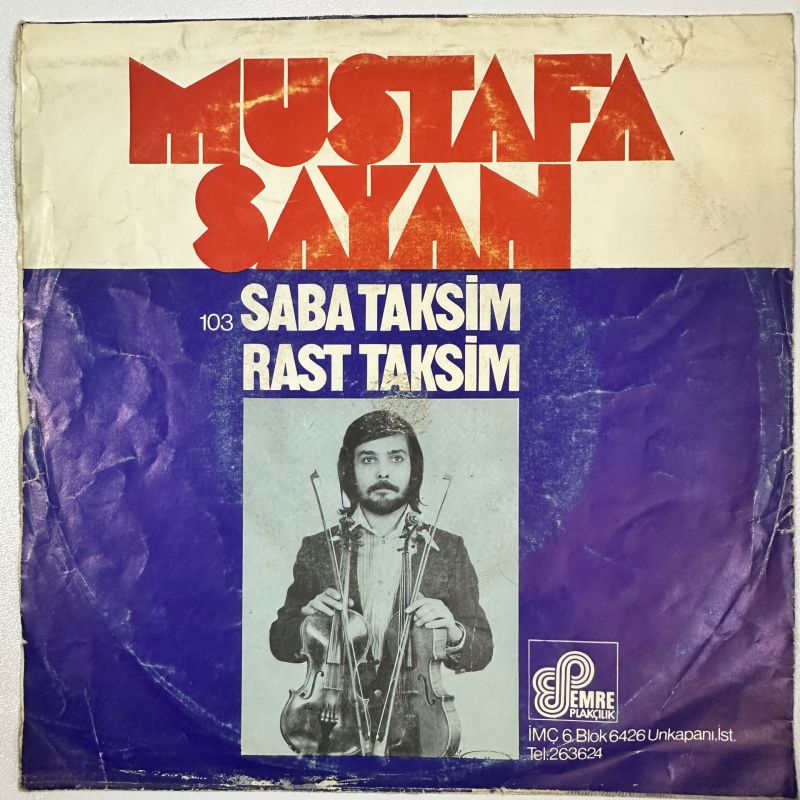 MUSTAFA
SAYAN
103 SABA TAKSİM
RAST TAKSİM
EMRE
PLAKÇILIK
İMÇ 6. Blok 6426 Unkapanı.İst.
Tel:263624